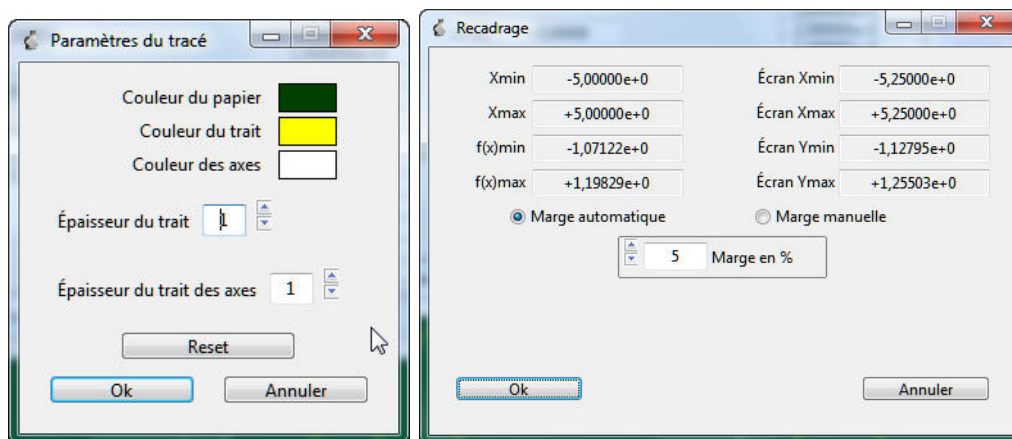 Paramètres du tracé
Couleur du papier
Couleur du trait
Couleur des axes
Épaisseur du trait 1
Épaisseur du trait des axes 1
Reset
Ok Annuler
Recadrage
Xmin -5,00000e+0 Écran Xmin -5,25000e+0
Xmax +5,00000e+0 Écran Xmax +5,25000e+0
f(x)min -1,07122e+0 Écran Ymin -1,12795e+0
f(x)max +1,19829e+0 Écran Ymax +1,25503e+0
Marge automatique Marge manuelle
5 Marge en %
Ok Annuler